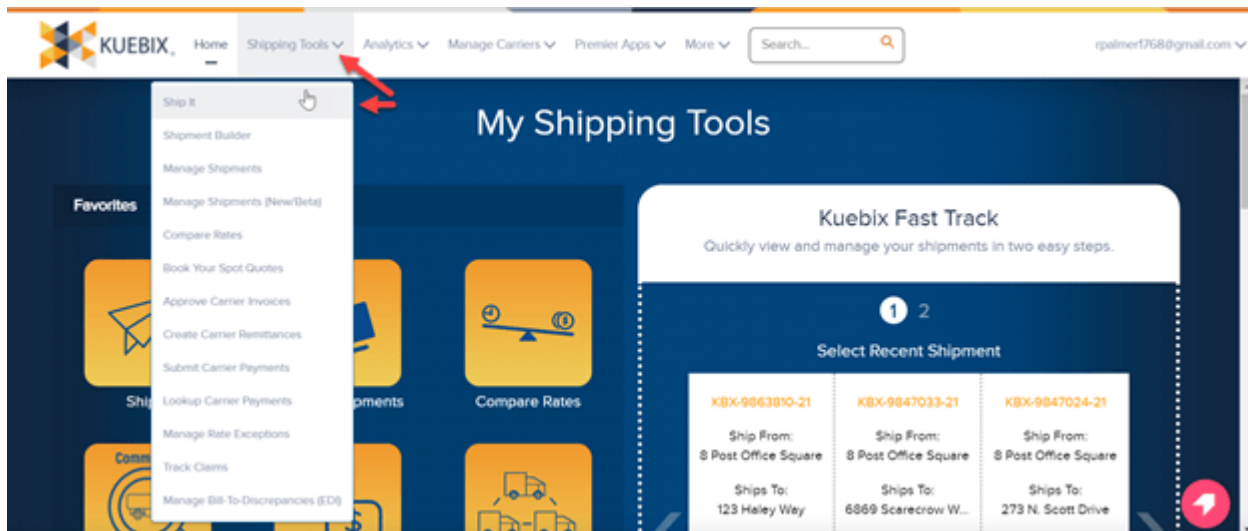 KUEBIX.
Home Shipping Tools Analytics Manage Carriers Premier Apps More Search... rpalmer1768@gmail.com
Ship It
Shipment Builder
Manage Shipments
Manage Shipments (New/Beta)
Compare Rates
Book Your Spot Quotes
Approve Carrier Invoices
Create Carrier Remittances
Submit Carrier Payments
Lookup Carrier Payments
Manage Rate Exceptions
Track Claims
Manage Bill-To-Discrepancies (EDI)
My Shipping Tools
Favorites
Ship
pments
Compare Rates
Comm
Kuebix Fast Track
Quickly view and manage your shipments in two easy steps.
1 2
Select Recent Shipment
KBX-9863810-21
Ship From:
8 Post Office Square
Ships To:
123 Haley Way
KBX-9847033-21
Ship From:
8 Post Office Square
Ships To:
6869 Scarecrow W...
KBX-9847024-21
Ship From:
8 Post Office Square
Ships To:
273 N. Scott Drive